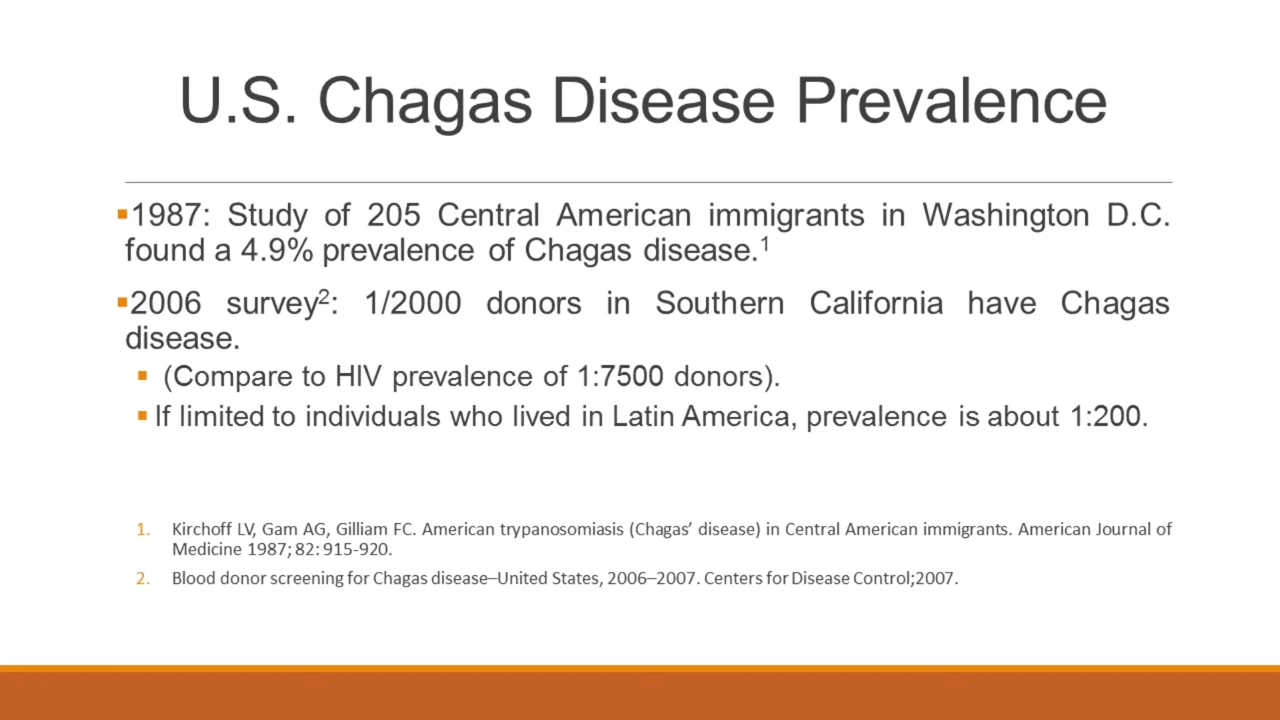 U.S. Chagas Disease Prevalence
▪1987: Study of 205 Central American immigrants in Washington D.C.
found a 4.9% prevalence of Chagas disease.1
▪2006 survey2: 1/2000 donors in Southern California have Chagas
disease.
▪ (Compare to HIV prevalence of 1:7500 donors).
▪ If limited to individuals who lived in Latin America, prevalence is about 1:200.
1. Kirchoff LV, Gam AG, Gilliam FC. American trypanosomiasis (Chagas’ disease) in Central American immigrants. American Journal of
Medicine 1987; 82: 915-920.
2. Blood donor screening for Chagas disease–United States, 2006–2007. Centers for Disease Control;2007.